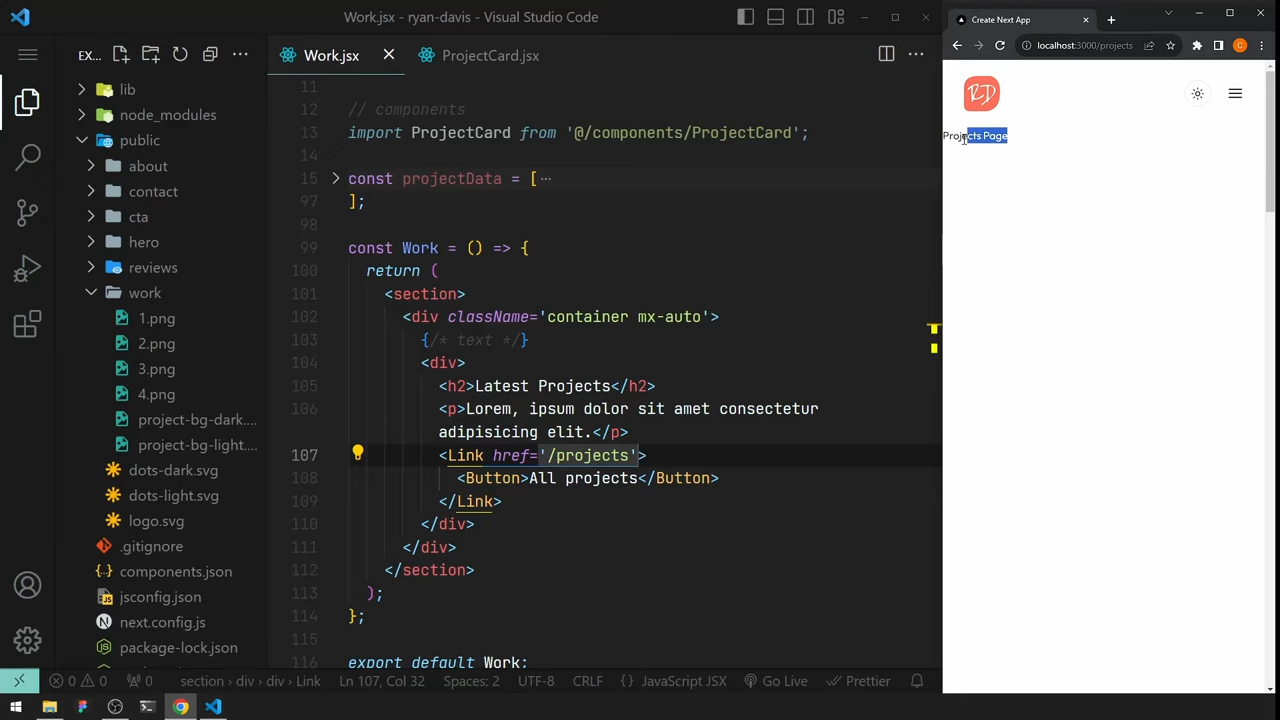 Work.jsx - ryan-davis - Visual Studio Code
EX...
lib
node_modules
public
about
contact
cta
hero
reviews
work
1.png
2.png
3.png
4.png
project-bg-dark....
project-bg-light....
dots-dark.svg
dots-light.svg
logo.svg
.gitignore
components.json
jsconfig.json
next.config.js
package-lock.json
Work.jsx
ProjectCard.jsx
11
12 // components
13 import ProjectCard from '@/components/ProjectCard';
14
15 const projectData = [ ...
97 ];
98
99 const Work = () => {
100 return (
101 <section>
102 <div className='container mx-auto'>
103 {/* text */}
104 <div>
105 <h2>Latest Projects</h2>
106 <p>Lorem, ipsum dolor sit amet consectetur
adipisicing elit.</p>
107 <Link href='/projects'>
108 <Button>All projects</Button>
109 </Link>
110 </div>
111 </div>
112 </section>
113 );
114 };
115
116 export default Work;
0 0 0 section › div › div › Link Ln 107, Col 32 Spaces: 2 UTF-8 CRLF {} JavaScript JSX Go Live Prettier
Create Next App
localhost:3000/projects
C
RD
Projects Page